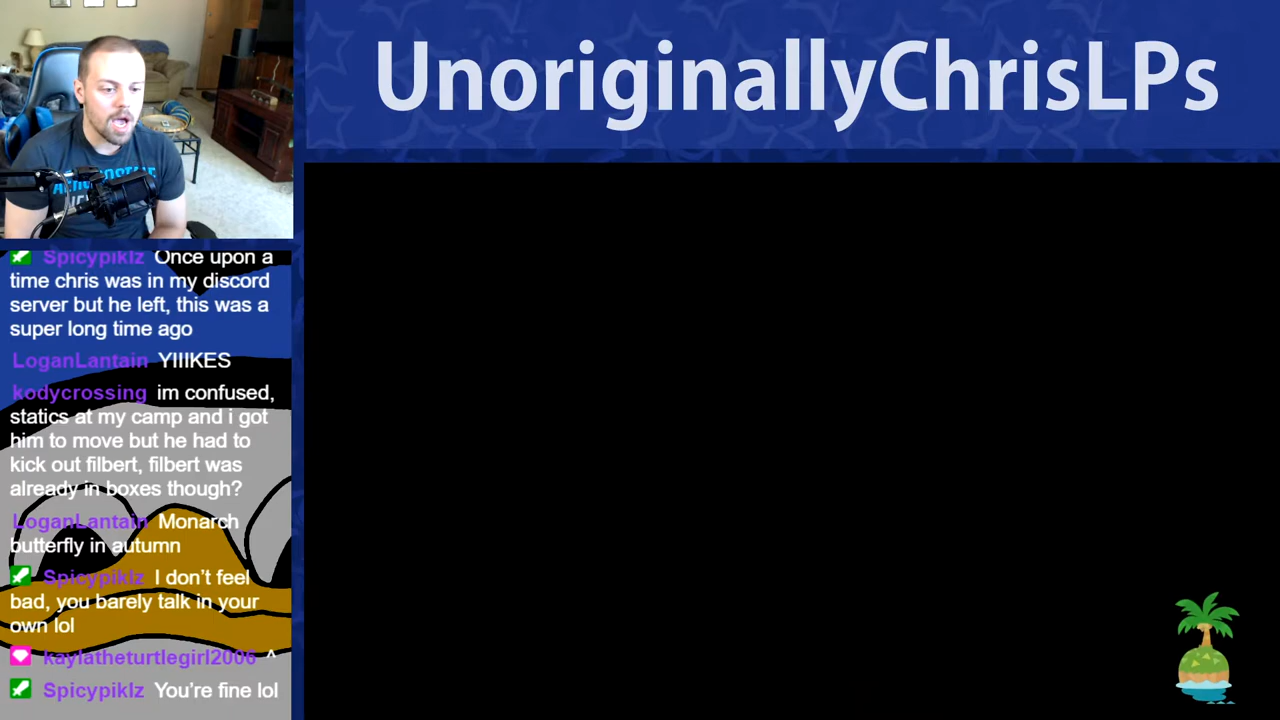 UnoriginallyChrisLPs
Spicypiklz Once upon a
time chris was in my discord
server but he left, this was a
super long time ago
LoganLantain YIIIKES
kodycrossing im confused,
statics at my camp and i got
him to move but he had to
kick out filbert, filbert was
already in boxes though?
LoganLantain Monarch
butterfly in autumn
Spicypiklz I don’t feel
bad, you barely talk in your
own lol
kaylatheturtlegirl2006 ^
Spicypiklz You’re fine lol